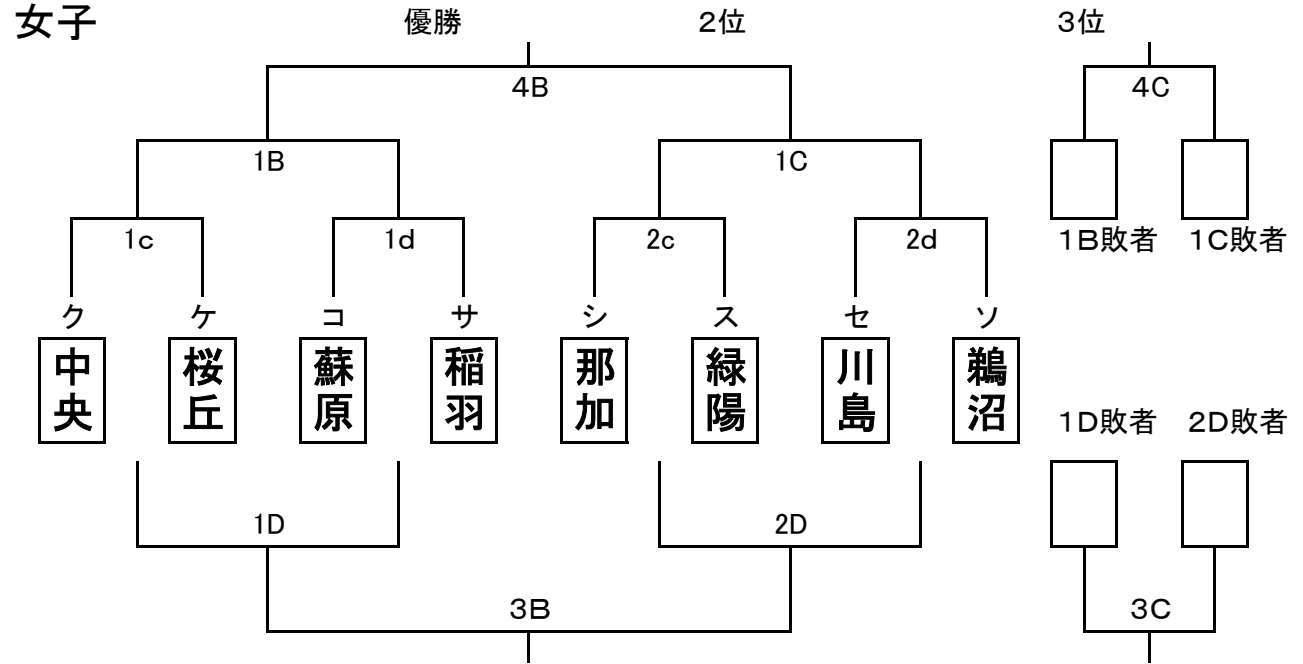 女子 優勝 2位 3位
4B 4C
1B 1C
1B敗者 1C敗者
1c 1d 2c 2d
ク ケ コ サ シ ス セ ソ
中央 桜丘 蘇原 稲羽 那加 緑陽 川島 鵜沼
1D敗者 2D敗者
1D 2D
3B 3C